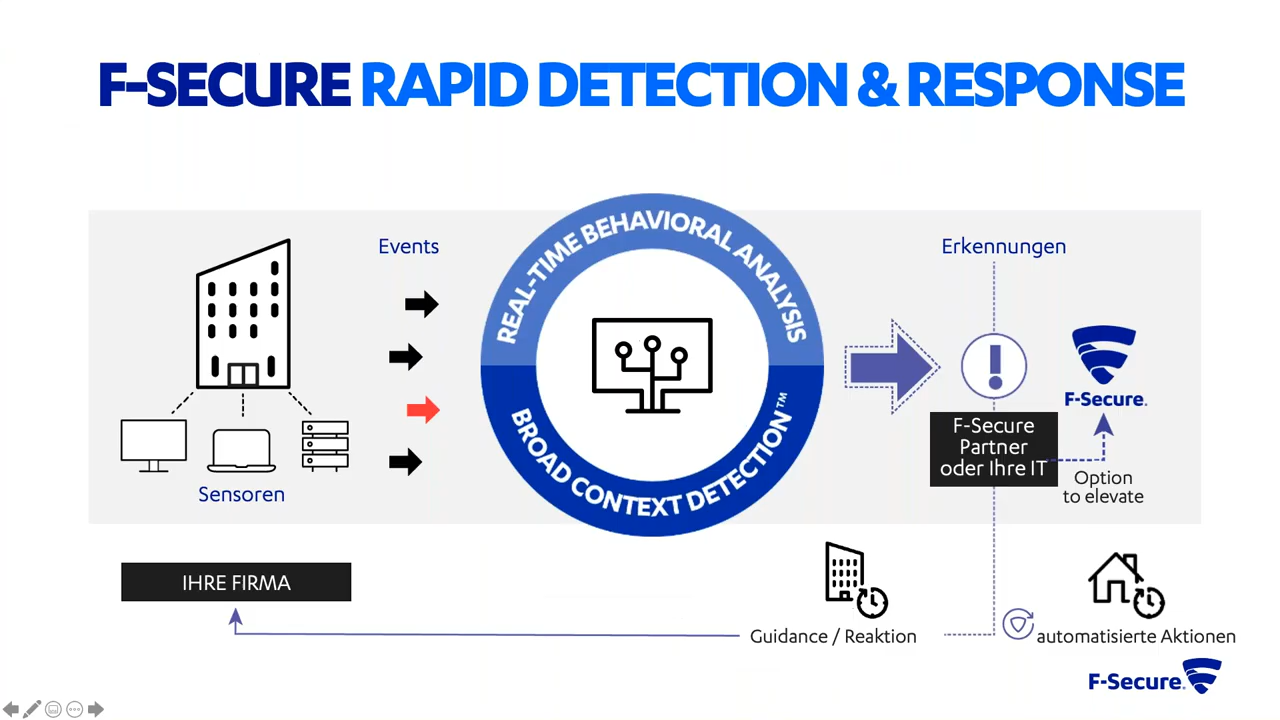 F-SECURE RAPID DETECTION & RESPONSE
Events
Erkennungen
REAL-TIME BEHAVIORAL ANALYSIS
BROAD CONTEXT DETECTION™
Sensoren
F-Secure.
F-Secure
Partner
oder Ihre IT
Option
to elevate
IHRE FIRMA
Guidance / Reaktion
automatisierte Aktionen
F-Secure.